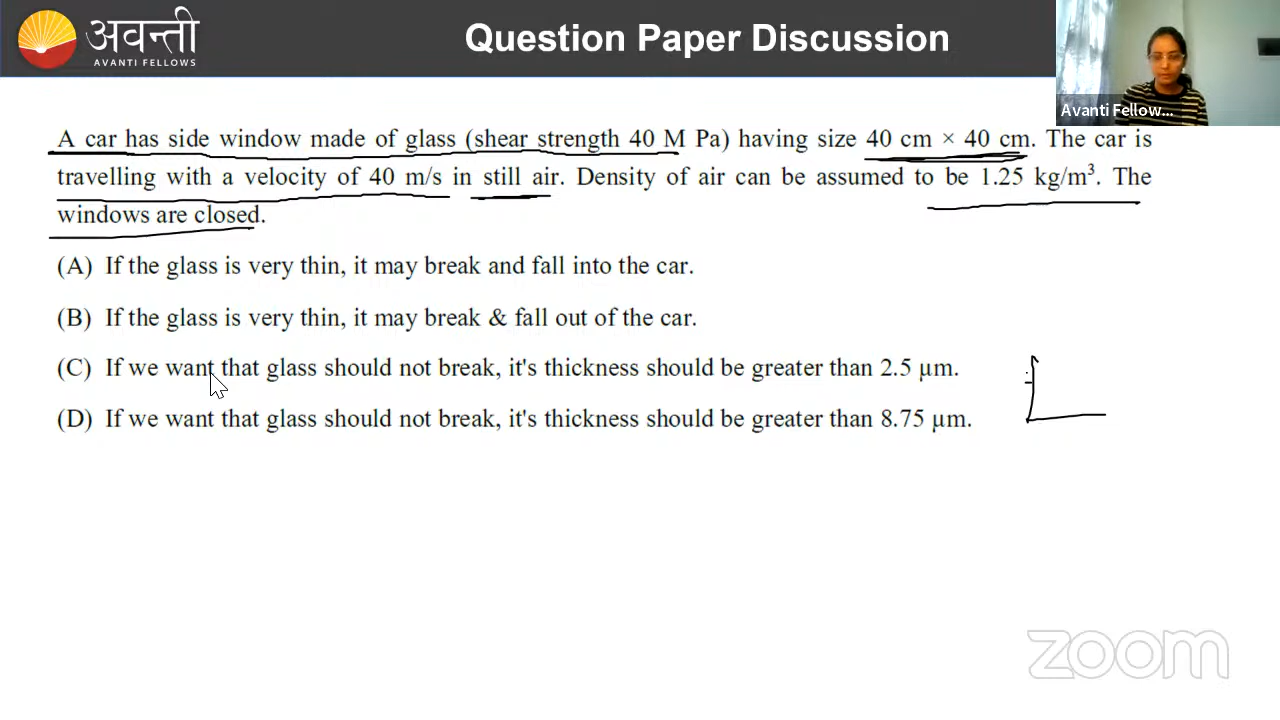 अवन्ती
AVANTI FELLOWS
Question Paper Discussion
Avanti Fellow...
A car has side window made of glass (shear strength 40 M Pa) having size 40 cm × 40 cm. The car is
travelling with a velocity of 40 m/s in still air. Density of air can be assumed to be 1.25 kg/m³. The
windows are closed.
(A) If the glass is very thin, it may break and fall into the car.
(B) If the glass is very thin, it may break & fall out of the car.
(C) If we want that glass should not break, it's thickness should be greater than 2.5 µm.
(D) If we want that glass should not break, it's thickness should be greater than 8.75 µm.
zoom